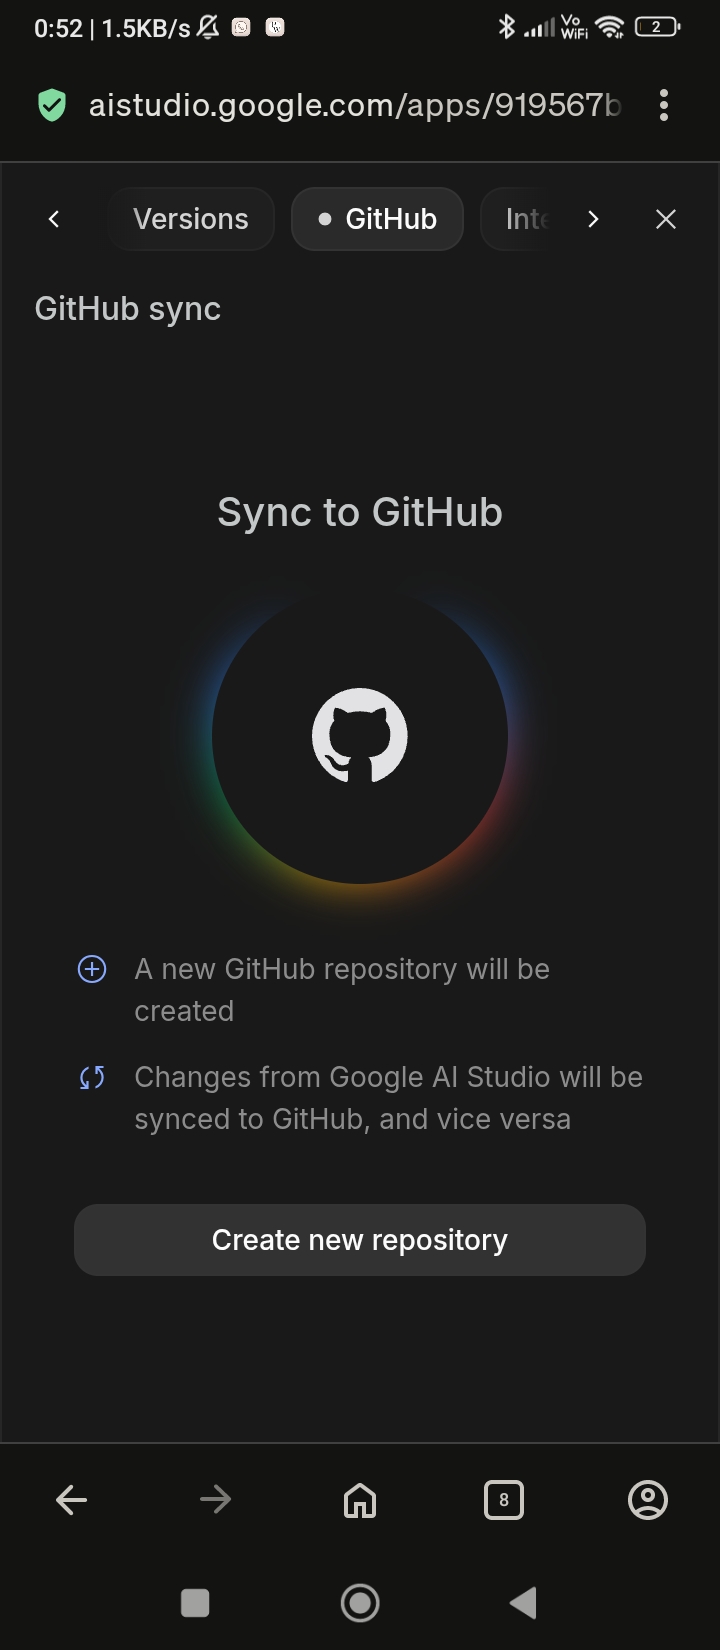 0:52 | 1.5KB/s
Vo
WiFi
2
aistudio.google.com/apps/919567b
Versions
GitHub
Inte
GitHub sync
Sync to GitHub
A new GitHub repository will be
created
Changes from Google AI Studio will be
synced to GitHub, and vice versa
Create new repository
8